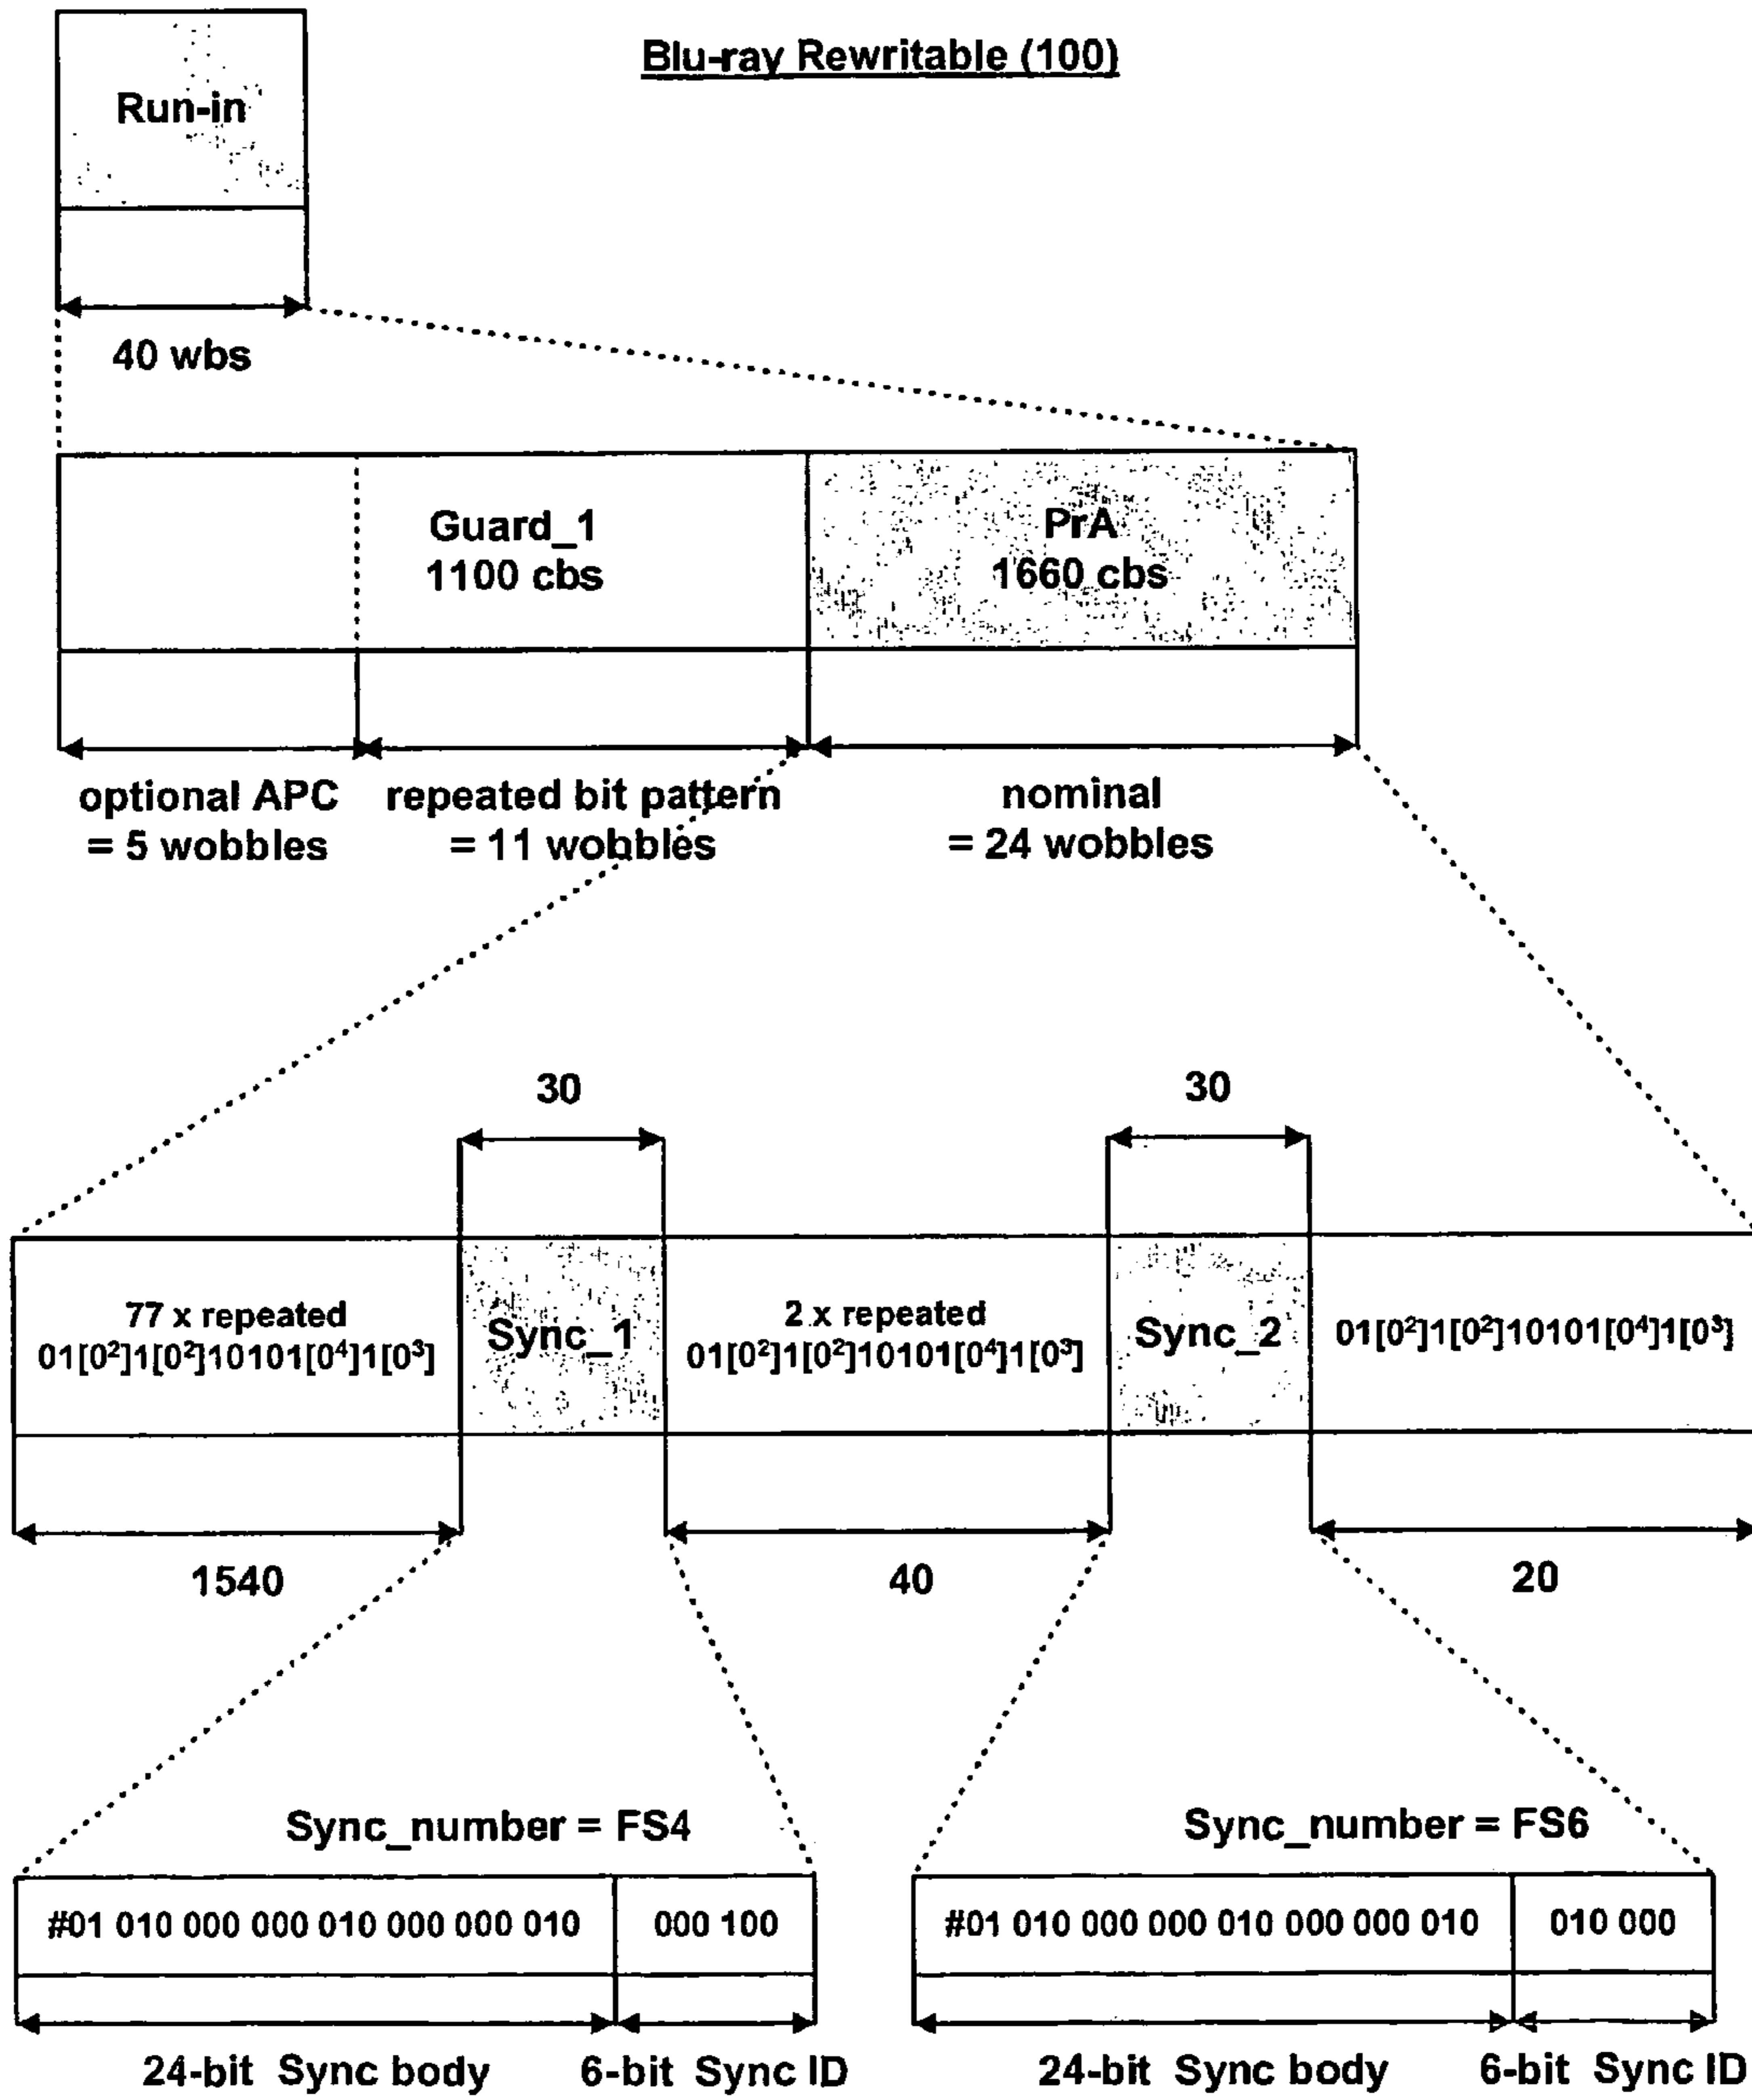 Blu-ray Rewritable (100)
Run-in
40 wbs
Guard_1
1100 cbs
PrA
1660 cbs
optional APC
= 5 wobbles
repeated bit pattern
= 11 wobbles
nominal
= 24 wobbles
30
30
77 x repeated
01[0²]1[0²]10101[0⁴]1[0³]
Sync_1
2 x repeated
01[0²]1[0²]10101[0⁴]1[0³]
Sync_2
01[0²]1[0²]10101[0⁴]1[0³]
1540
40
20
Sync_number = FS4
#01 010 000 000 010 000 000 010
000 100
24-bit Sync body
6-bit Sync ID
Sync_number = FS6
#01 010 000 000 010 000 000 010
010 000
24-bit Sync body
6-bit Sync ID